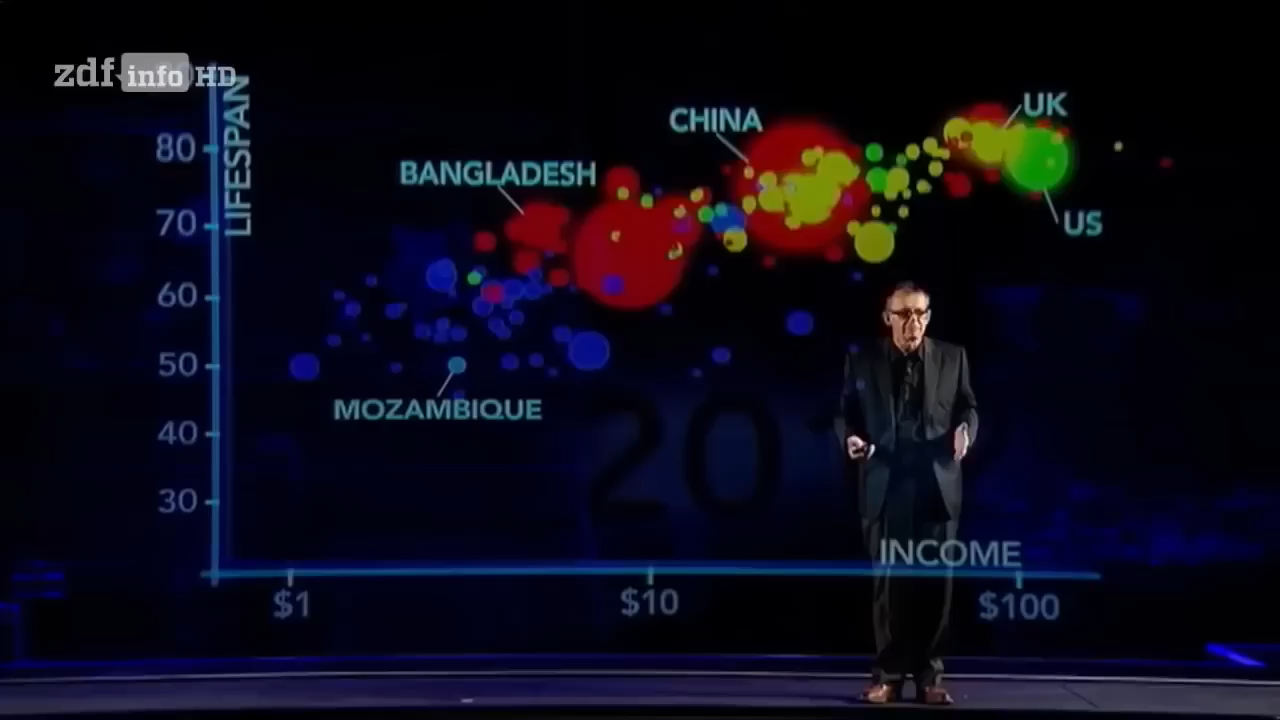 zdf info HD
LIFESPAN
80
70
60
50
40
30
BANGLADESH
CHINA
UK
US
MOZAMBIQUE
20
INCOME
$1
$10
$100